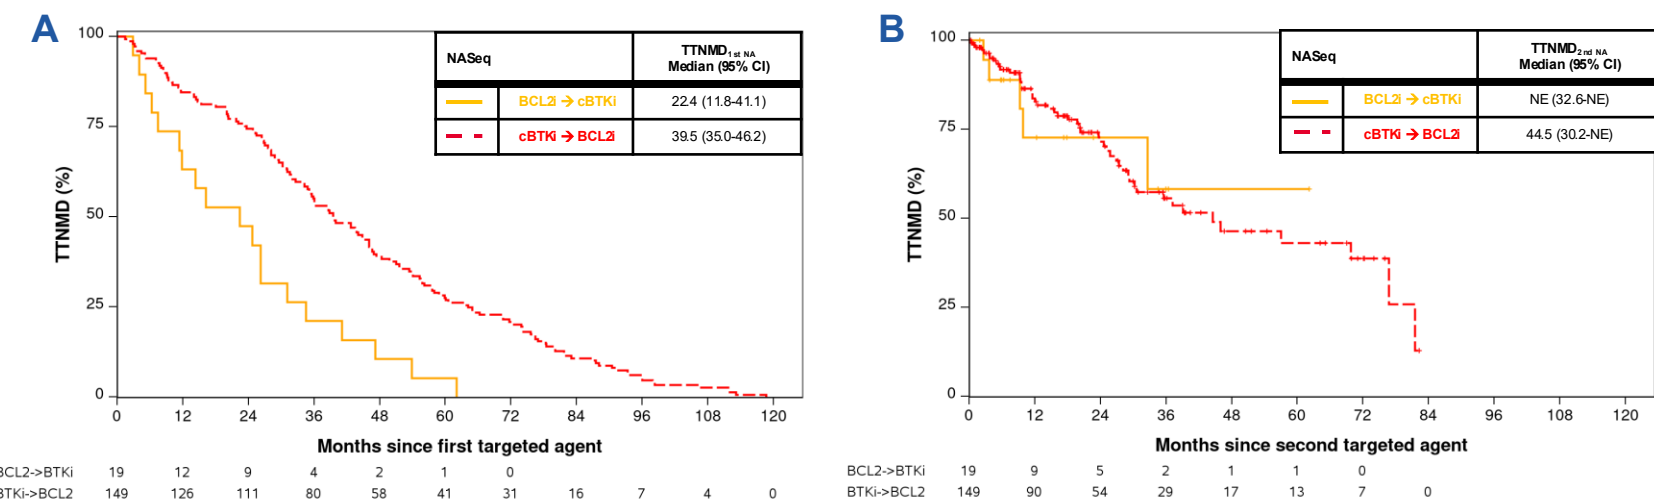 A
NASeq
TTNMD1st NA
Median (95% CI)
BCL2i → cBTKi
22.4 (11.8-41.1)
cBTKi → BCL2i
39.5 (35.0-46.2)
TTNMD (%)
100
75
50
25
0
0 12 24 36 48 60 72 84 96 108 120
Months since first targeted agent
BCL2->BTKi 19 12 9 4 2 1 0
BTKi->BCL2 149 126 111 80 58 41 31 16 7 4 0
B
NASeq
TTNMD2nd NA
Median (95% CI)
BCL2i → cBTKi
NE (32.6-NE)
cBTKi → BCL2i
44.5 (30.2-NE)
TTNMD (%)
100
75
50
25
0
0 12 24 36 48 60 72 84 96 108 120
Months since second targeted agent
BCL2->BTKi 19 9 5 2 1 1 0
BTKi->BCL2 149 90 54 29 17 13 7 0